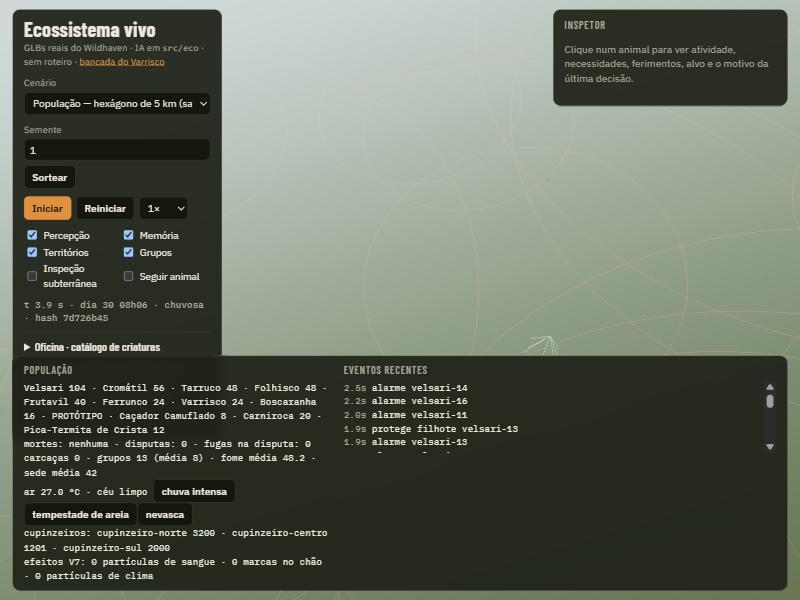 Ecossistema vivo
GLBs reais do Wildhaven · IA em src/eco ·
sem roteiro · bancada do Varrisco
Cenário
População — hexágono de 5 km (sa
Semente
1
Sortear
Iniciar
Reiniciar
1×
Percepção
Memória
Territórios
Grupos
Inspeção
subterrânea
Seguir animal
t 3.9 s · dia 30 03h06 · chuvosa
· hash 7d726b45
▶ Oficina · catálogo de criaturas
INSPETOR
Clique num animal para ver atividade,
necessidades, ferimentos, alvo e o motivo da
última decisão.
POPULAÇÃO
Velsari 104 · Cromátil 56 · Tarruco 48 · Folhisco 48 ·
Frutavil 40 · Ferrunco 24 · Varrisco 24 · Boscaranha
16 · PROTÓTIPO · Caçador Camuflado 8 · Carniroca 20 ·
Pica-Termita de Crista 12
mortes: nenhuma · disputas: 0 · fugas na disputa: 0
carcaças 0 · grupos 13 (média 8) · fome média 48.2 ·
sede média 42
ar 27.0 °C · céu limpo
chuva intensa
tempestade de areia
nevasca
cupinzeiros: cupinzeiro-norte 3200 · cupinzeiro-centro
1201 · cupinzeiro-sul 2000
efeitos V7: 0 partículas de sangue · 0 marcas no chão
· 0 partículas de clima
EVENTOS RECENTES
2.5s alarme velsari-14
2.2s alarme velsari-16
2.0s alarme velsari-11
1.9s protege filhote velsari-13
1.9s alarme velsari-13